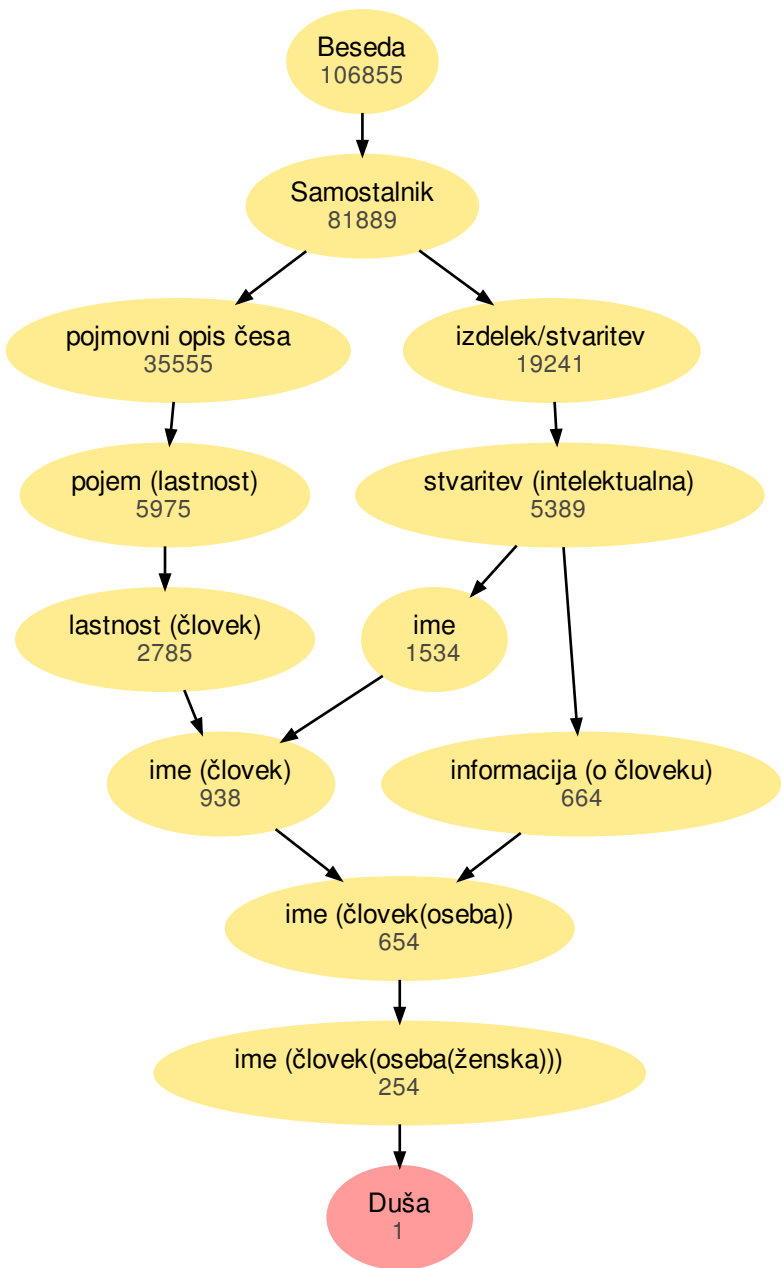 Beseda
106855
Samostalnik
81889
pojmovni opis česa
35555
izdelek/stvaritev
19241
pojem (lastnost)
5975
stvaritev (intelektualna)
5389
lastnost (človek)
2785
ime
1534
ime (človek)
938
informacija (o človeku)
664
ime (človek(oseba))
654
ime (človek(oseba(ženska)))
254
Duša
1